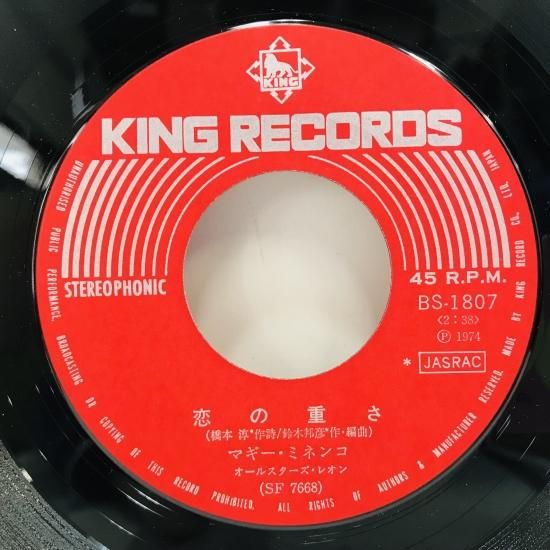 KING
KING RECORDS
STEREOPHONIC
45 R.P.M.
BS-1807
<2:38>
Ⓟ 1974
* JASRAC
恋の重さ
(橋本 淳*作詩/鈴木邦彦*作・編曲)
マギー・ミネンコ
オールスターズ・レオン
(SF 7668)
UNAUTHORISED PUBLIC PERFORMANCE, BROADCASTING OR COPYING OF THIS RECORD PROHIBITED. ALL RIGHTS OF AUTHORS & MANUFACTURER RESERVED. MADE BY KING RECORD CO., LTD. JAPAN